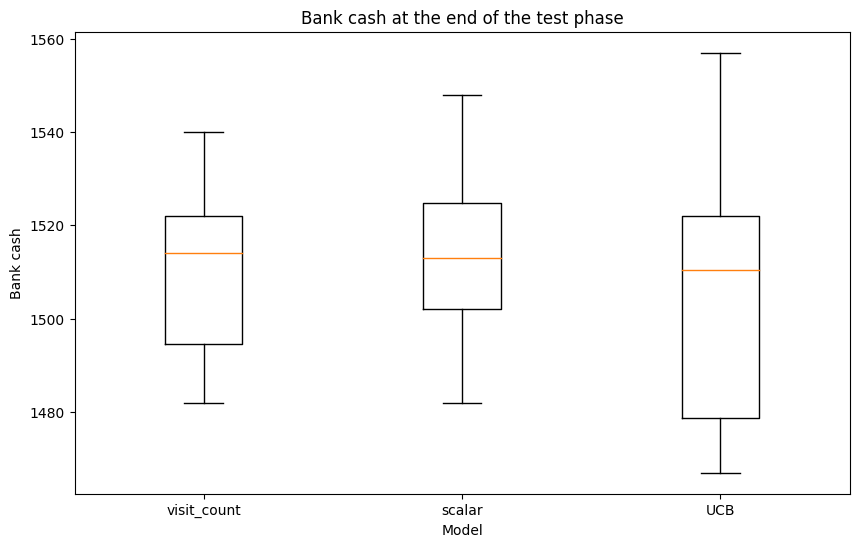 Bank cash at the end of the test phase
Bank cash
1560
1540
1520
1500
1480
visit_count
scalar
UCB
Model